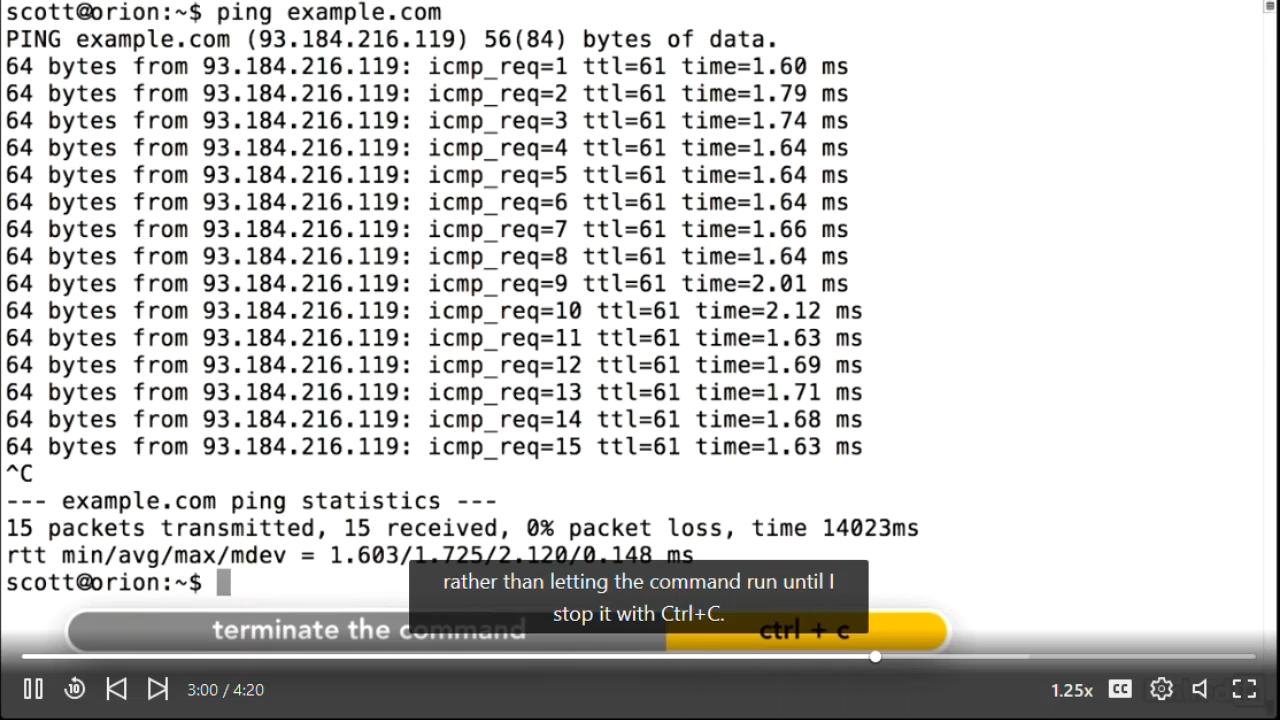 scott@orion:~$ ping example.com
PING example.com (93.184.216.119) 56(84) bytes of data.
64 bytes from 93.184.216.119: icmp_req=1 ttl=61 time=1.60 ms
64 bytes from 93.184.216.119: icmp_req=2 ttl=61 time=1.79 ms
64 bytes from 93.184.216.119: icmp_req=3 ttl=61 time=1.74 ms
64 bytes from 93.184.216.119: icmp_req=4 ttl=61 time=1.64 ms
64 bytes from 93.184.216.119: icmp_req=5 ttl=61 time=1.64 ms
64 bytes from 93.184.216.119: icmp_req=6 ttl=61 time=1.64 ms
64 bytes from 93.184.216.119: icmp_req=7 ttl=61 time=1.66 ms
64 bytes from 93.184.216.119: icmp_req=8 ttl=61 time=1.64 ms
64 bytes from 93.184.216.119: icmp_req=9 ttl=61 time=2.01 ms
64 bytes from 93.184.216.119: icmp_req=10 ttl=61 time=2.12 ms
64 bytes from 93.184.216.119: icmp_req=11 ttl=61 time=1.63 ms
64 bytes from 93.184.216.119: icmp_req=12 ttl=61 time=1.69 ms
64 bytes from 93.184.216.119: icmp_req=13 ttl=61 time=1.71 ms
64 bytes from 93.184.216.119: icmp_req=14 ttl=61 time=1.68 ms
64 bytes from 93.184.216.119: icmp_req=15 ttl=61 time=1.63 ms
^C
--- example.com ping statistics ---
15 packets transmitted, 15 received, 0% packet loss, time 14023ms
rtt min/avg/max/mdev = 1.603/1.725/2.120/0.148 ms
scott@orion:~$
rather than letting the command run until I
stop it with Ctrl+C.
terminate the command ctrl + c
10 3:00 / 4:20 1.25x CC